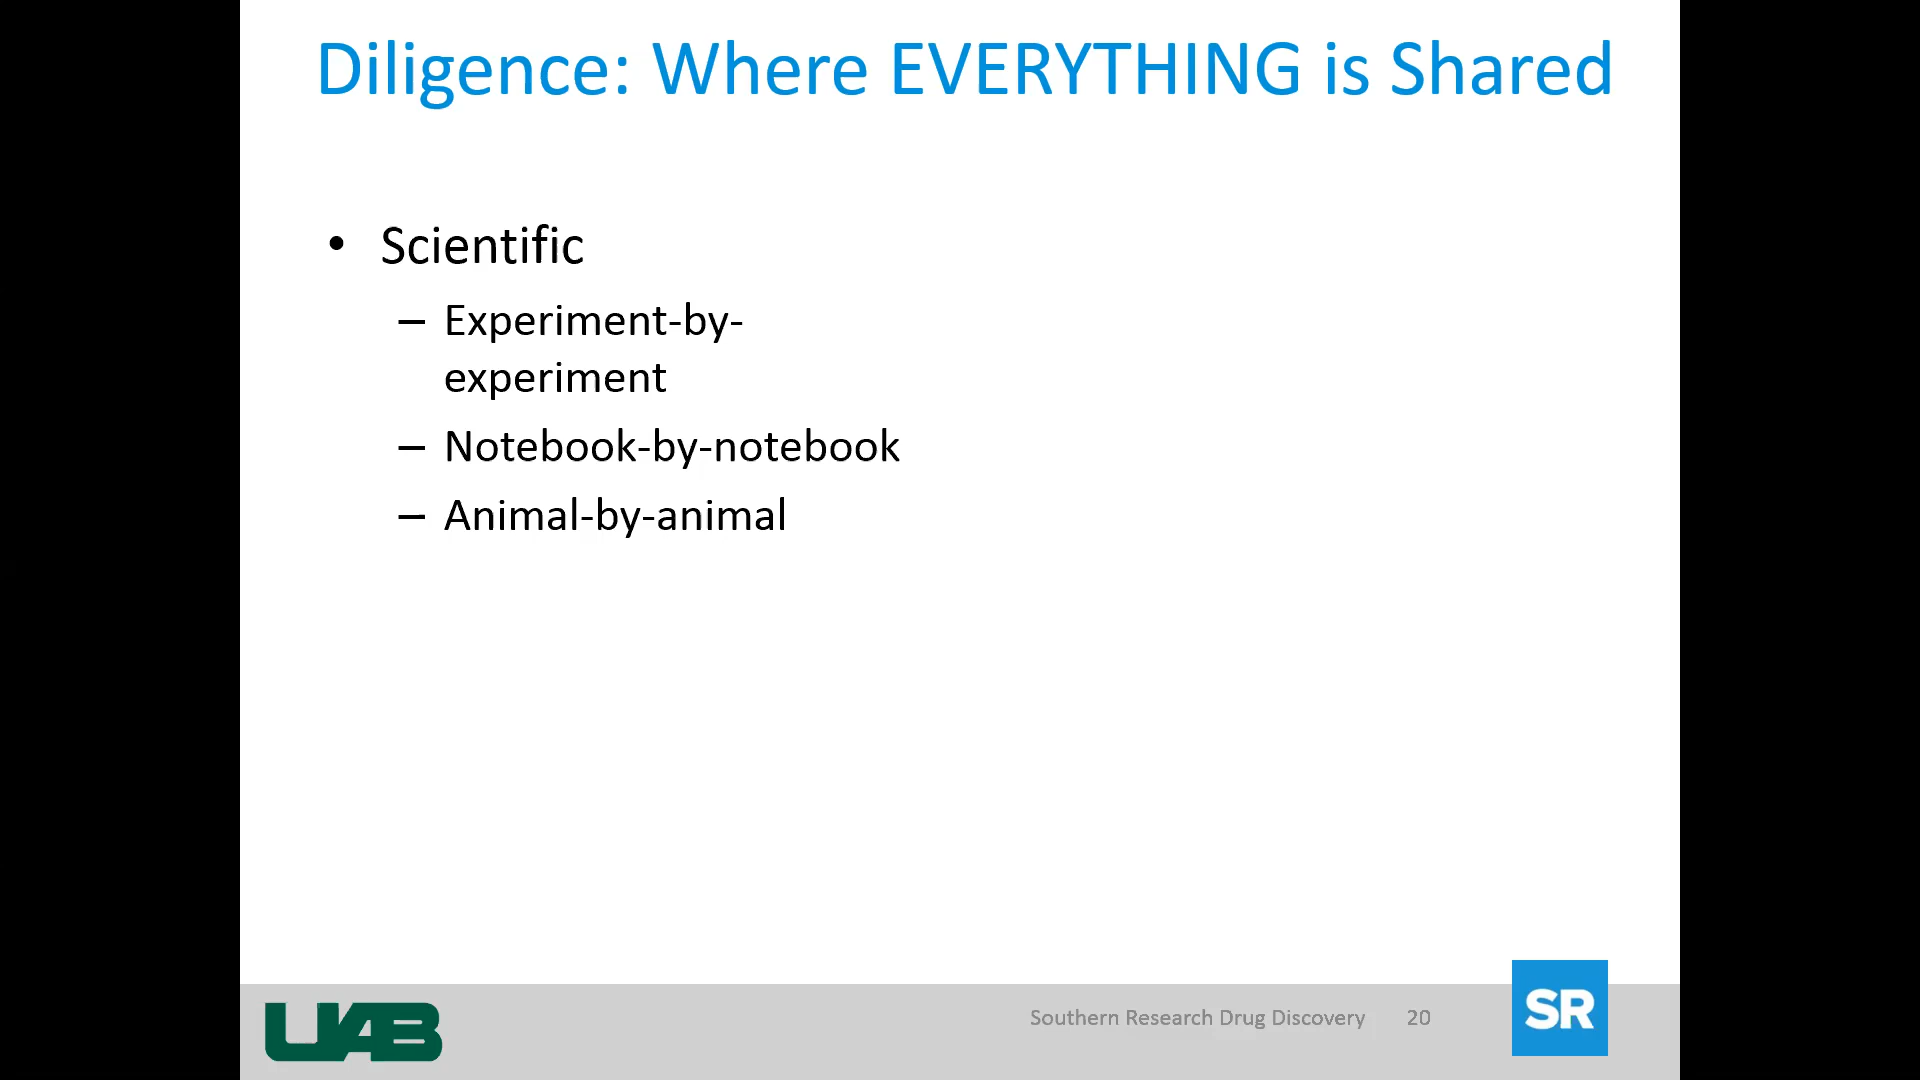 Diligence: Where EVERYTHING is Shared
• Scientific
– Experiment-by-
experiment
– Notebook-by-notebook
– Animal-by-animal
UAB
Southern Research Drug Discovery 20
SR